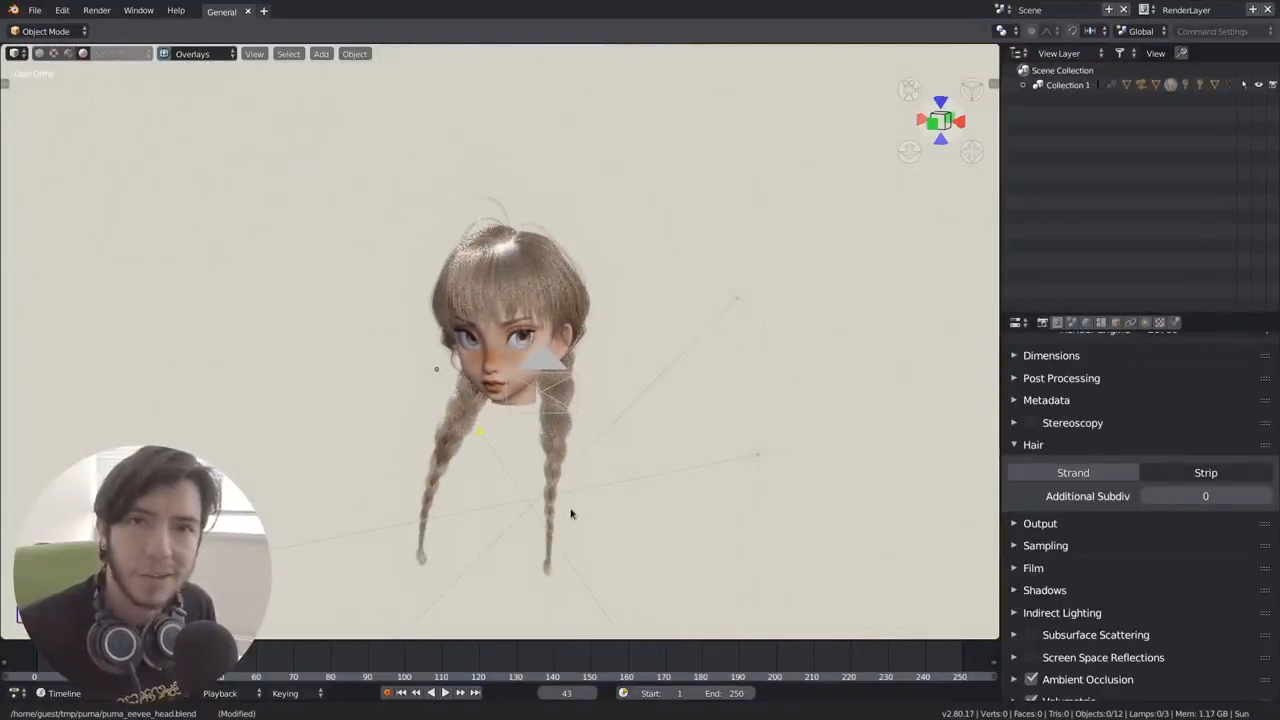 File Edit Render Window Help General Scene RenderLayer
Object Mode Global Command Settings
Overlays View Select Add Object View Layer View
User Ortho
Scene Collection
Collection 1
Dimensions
Post Processing
Metadata
Stereoscopy
Hair
Strand Strip
Additional Subdiv 0
Output
Sampling
Film
Shadows
Indirect Lighting
Subsurface Scattering
Screen Space Reflections
Ambient Occlusion
0 60 70 80 90 100 110 120 130 140 150 160 170 180 190 200 210 220 230 240 250
Timeline Playback Keying 43 Start: 1 End: 250
/home/guest/tmp/puma/puma_eevee_head.blend (Modified) v2.80.17 | Verts:0 | Faces:0 | Tris:0 | Objects:0/12 | Lamps:0/3 | Mem: 1.17 GB | Sun